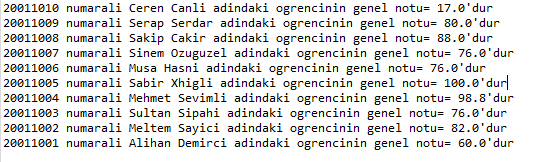 20011010 numarali Ceren Canli adindaki ogrencinin genel notu= 17.0'dur
20011009 numarali Serap Serdar adindaki ogrencinin genel notu= 80.0'dur
20011008 numarali Sakip Cakir adindaki ogrencinin genel notu= 88.0'dur
20011007 numarali Sinem Ozuguzel adindaki ogrencinin genel notu= 76.0'dur
20011006 numarali Musa Hasni adindaki ogrencinin genel notu= 76.0'dur
20011005 numarali Sabir Xhigli adindaki ogrencinin genel notu= 100.0'dur
20011004 numarali Mehmet Sevimli adindaki ogrencinin genel notu= 98.8'dur
20011003 numarali Sultan Sipahi adindaki ogrencinin genel notu= 76.0'dur
20011002 numarali Meltem Sayici adindaki ogrencinin genel notu= 82.0'dur
20011001 numarali Alihan Demirci adindaki ogrencinin genel notu= 60.0'dur